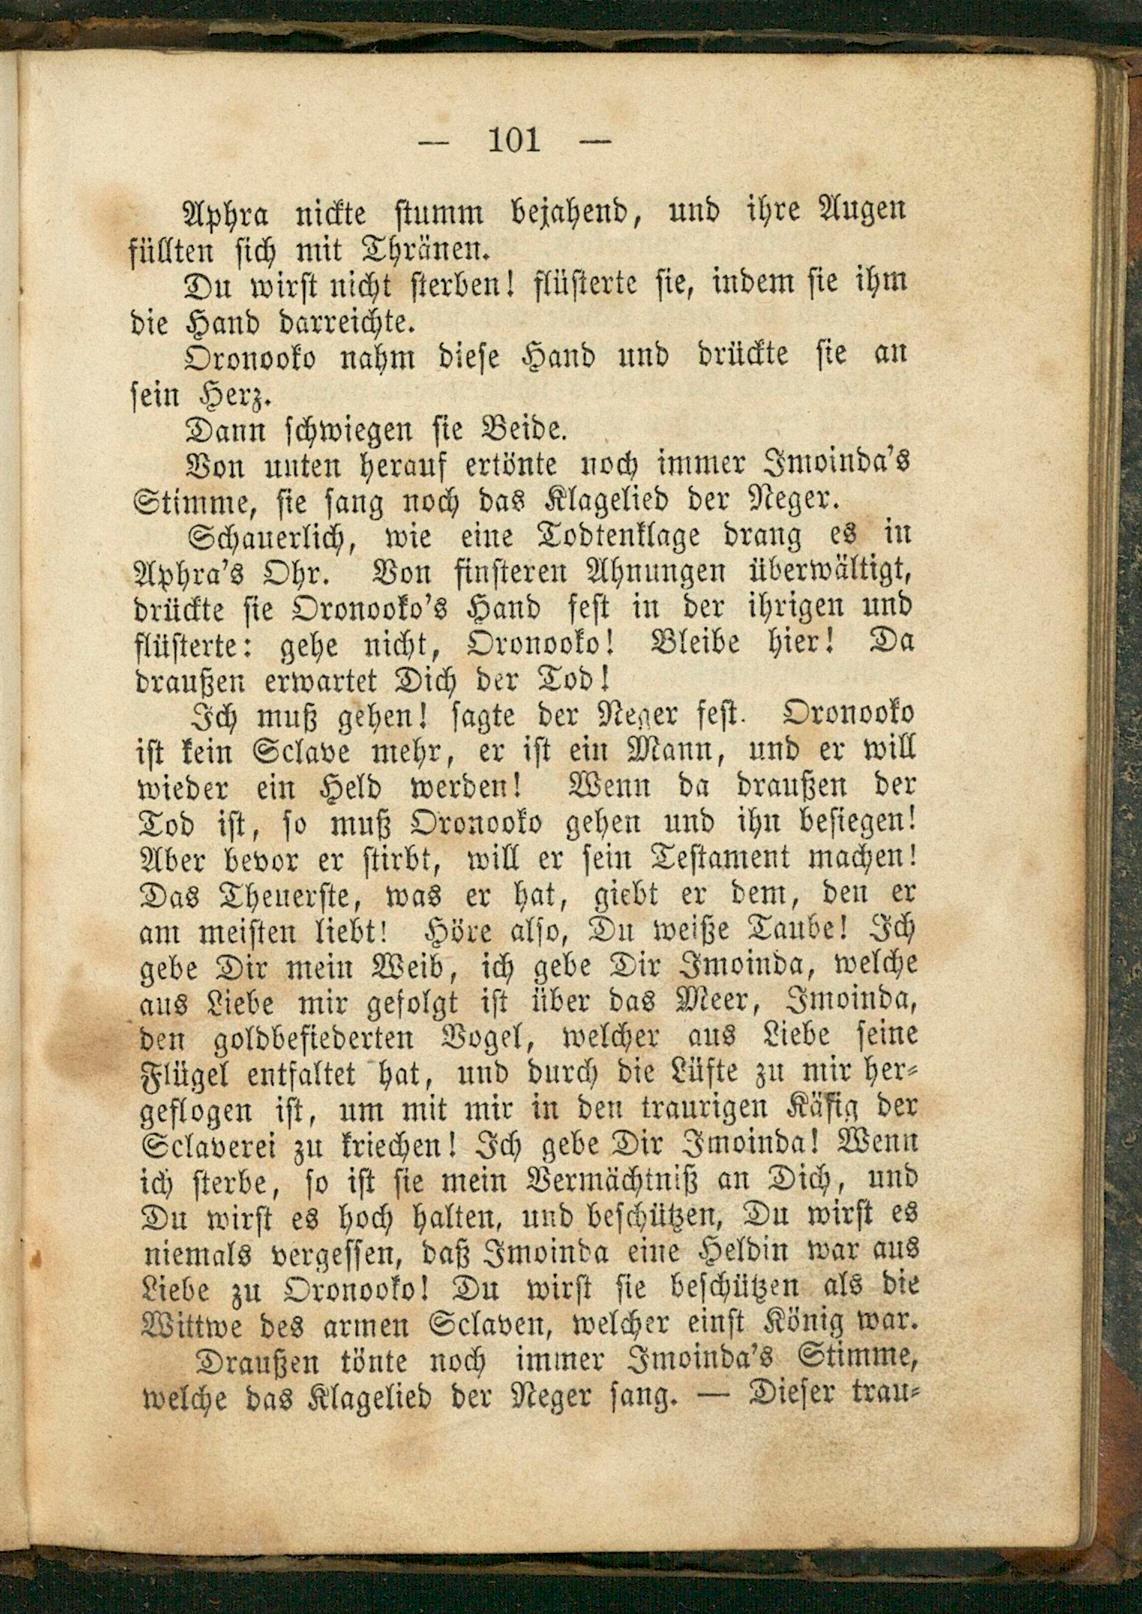 — 101 —
Aphra nickte stumm bejahend, und ihre Augen
füllten sich mit Thränen.
Du wirst nicht sterben! flüsterte sie, indem sie ihm
die Hand darreichte.
Oronooko nahm diese Hand und drückte sie an
sein Herz.
Dann schwiegen sie Beide.
Von unten herauf ertönte noch immer Imoinda's
Stimme, sie sang noch das Klagelied der Neger.
Schauerlich, wie eine Todtenklage drang es in
Aphra's Ohr. Von finsteren Ahnungen überwältigt,
drückte sie Oronooko's Hand fest in der ihrigen und
flüsterte: gehe nicht, Oronooko! Bleibe hier! Da
draußen erwartet Dich der Tod!
Ich muß gehen! sagte der Neger fest. Oronooko
ist kein Sclave mehr, er ist ein Mann, und er will
wieder ein Held werden! Wenn da draußen der
Tod ist, so muß Oronooko gehen und ihn besiegen!
Aber bevor er stirbt, will er sein Testament machen!
Das Theuerste, was er hat, giebt er dem, den er
am meisten liebt! Höre also, Du weiße Taube! Ich
gebe Dir mein Weib, ich gebe Dir Imoinda, welche
aus Liebe mir gefolgt ist über das Meer, Imoinda,
den goldbefiederten Vogel, welcher aus Liebe seine
Flügel entfaltet hat, und durch die Lüfte zu mir her-
geflogen ist, um mit mir in den traurigen Käfig der
Sclaverei zu kriechen! Ich gebe Dir Imoinda! Wenn
ich sterbe, so ist sie mein Vermächtniß an Dich, und
Du wirst es hoch halten, und beschützen, Du wirst es
niemals vergessen, daß Imoinda eine Heldin war aus
Liebe zu Oronooko! Du wirst sie beschützen als die
Wittwe des armen Sclaven, welcher einst König war.
Draußen tönte noch immer Imoinda's Stimme,
welche das Klagelied der Neger sang. — Dieser trau-